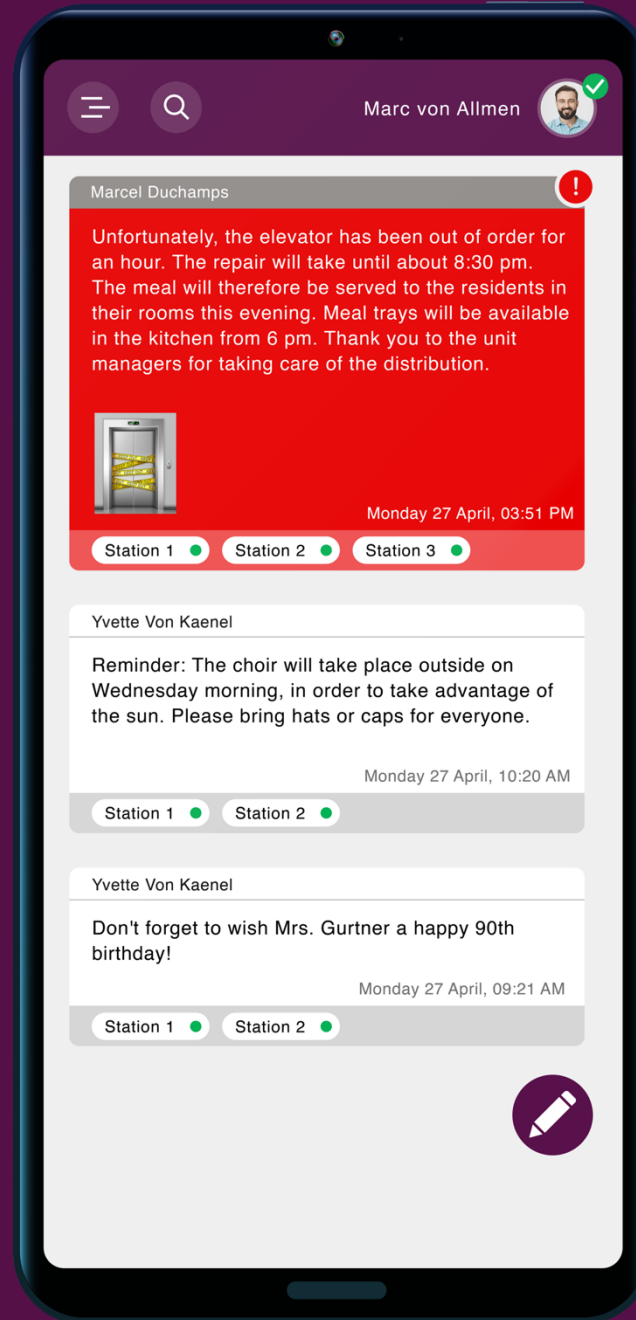 Marc von Allmen
Marcel Duchamps
!
Unfortunately, the elevator has been out of order for
an hour. The repair will take until about 8:30 pm.
The meal will therefore be served to the residents in
their rooms this evening. Meal trays will be available
in the kitchen from 6 pm. Thank you to the unit
managers for taking care of the distribution.
Monday 27 April, 03:51 PM
Station 1 Station 2 Station 3
Yvette Von Kaenel
Reminder: The choir will take place outside on
Wednesday morning, in order to take advantage of
the sun. Please bring hats or caps for everyone.
Monday 27 April, 10:20 AM
Station 1 Station 2
Yvette Von Kaenel
Don't forget to wish Mrs. Gurtner a happy 90th
birthday!
Monday 27 April, 09:21 AM
Station 1 Station 2